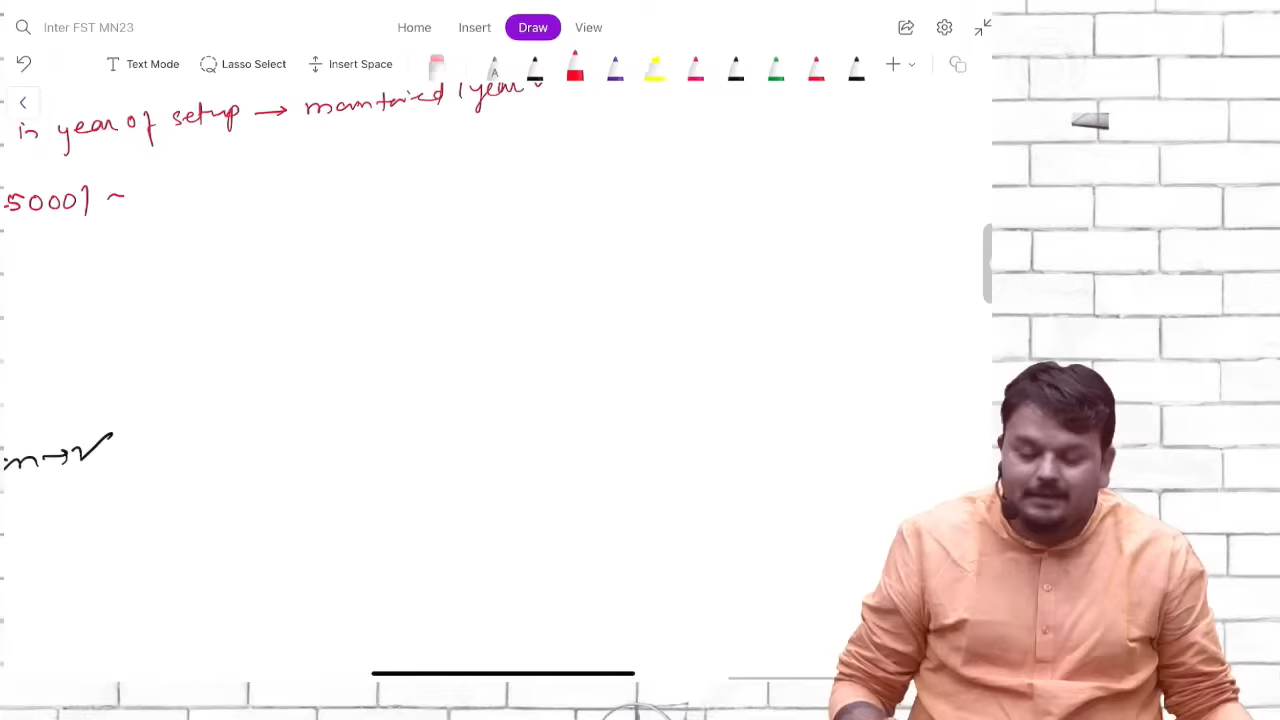 Inter FST MN23
Home Insert Draw View
Text Mode Lasso Select Insert Space
in year of setup → maintained 1 year
5000/ ~